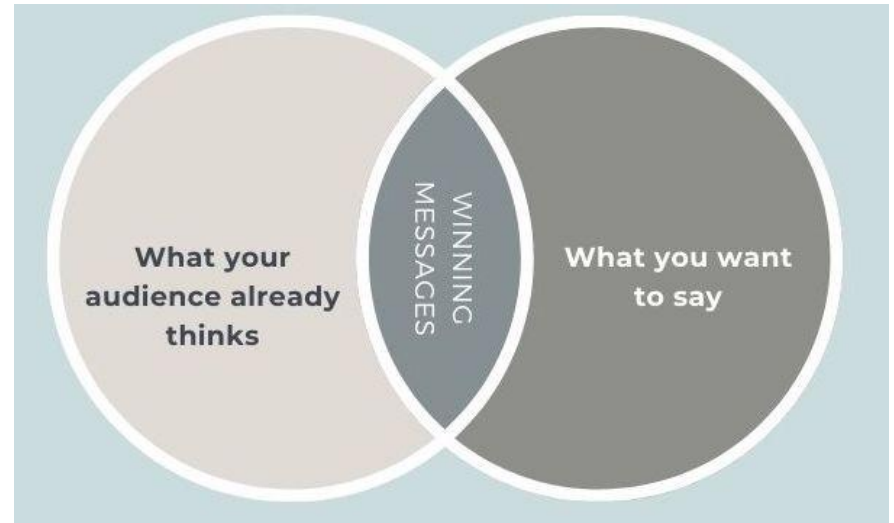 What your
audience already
thinks
WINNING
MESSAGES
What you want
to say